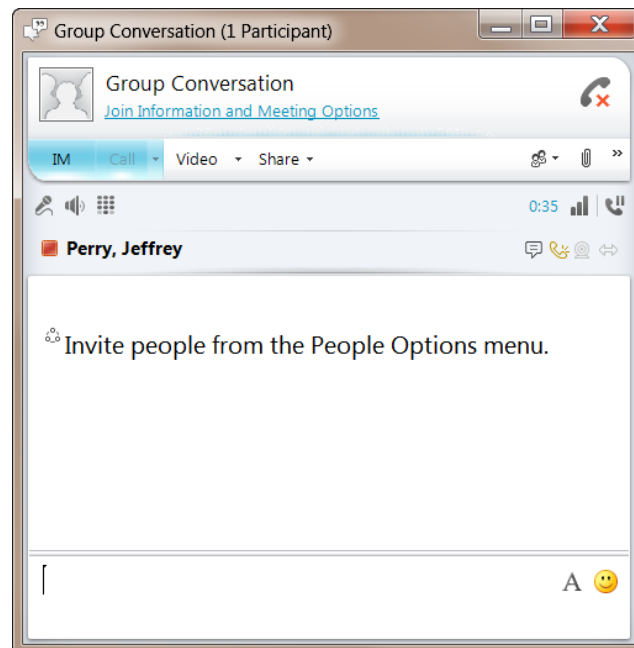 Group Conversation (1 Participant)
Group Conversation
Join Information and Meeting Options
IM Call Video Share
0:35
Perry, Jeffrey
Invite people from the People Options menu.
A